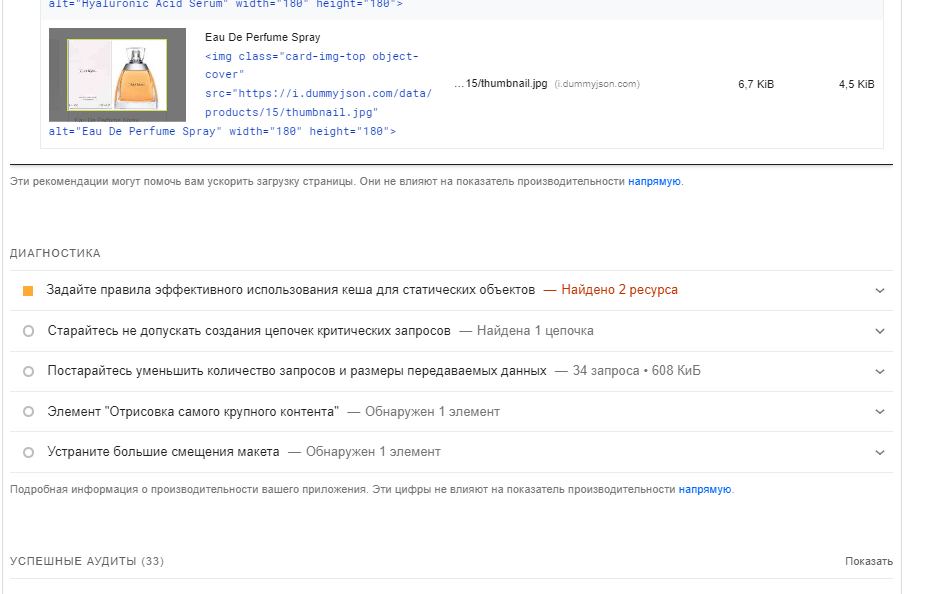 alt="Hyaluronic Acid Serum" width="180" height="180">
Eau De Perfume Spray
<img class="card-img-top object-
cover"
src="https://i.dummyjson.com/data/
products/15/thumbnail.jpg"
alt="Eau De Perfume Spray" width="180" height="180">
…15/thumbnail.jpg (i.dummyjson.com) 6,7 KiB 4,5 KiB
Эти рекомендации могут помочь вам ускорить загрузку страницы. Они не влияют на показатель производительности напрямую.
ДИАГНОСТИКА
Задайте правила эффективного использования кеша для статических объектов — Найдено 2 ресурса
Старайтесь не допускать создания цепочек критических запросов — Найдена 1 цепочка
Постарайтесь уменьшить количество запросов и размеры передаваемых данных — 34 запроса • 608 КиБ
Элемент "Отрисовка самого крупного контента" — Обнаружен 1 элемент
Устраните большие смещения макета — Обнаружен 1 элемент
Подробная информация о производительности вашего приложения. Эти цифры не влияют на показатель производительности напрямую.
УСПЕШНЫЕ АУДИТЫ (33) Показать